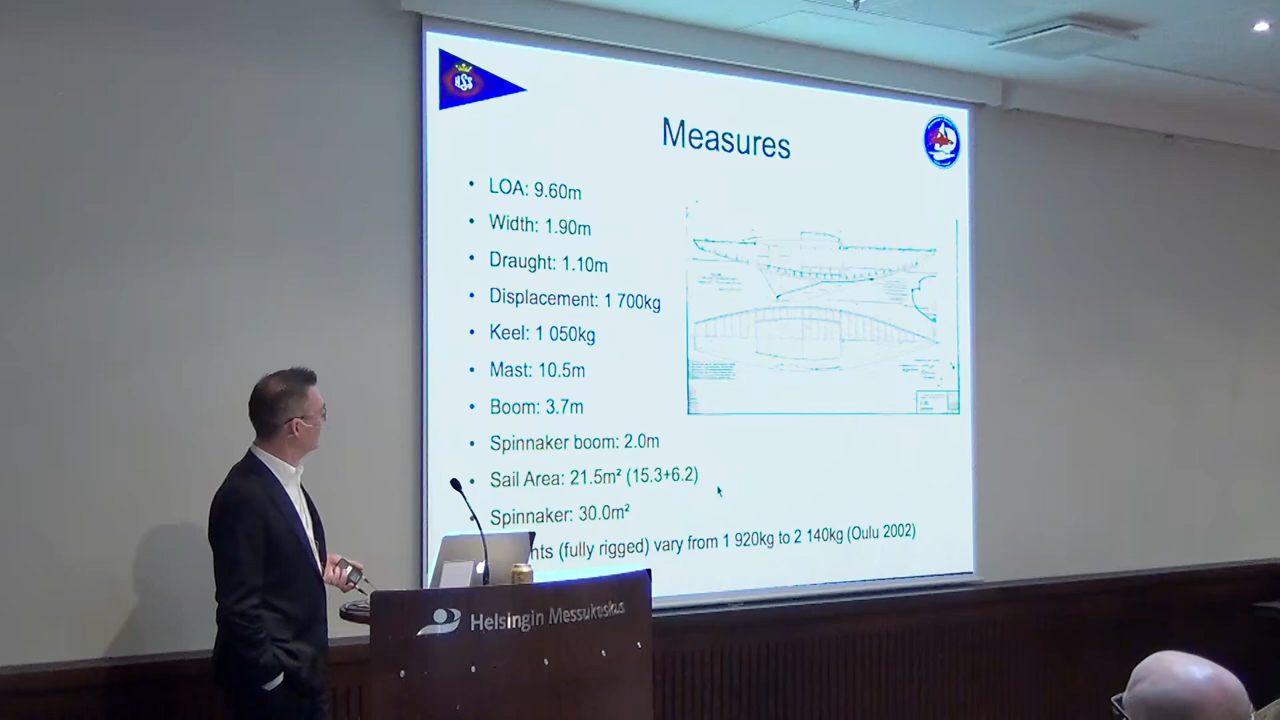 Measures
• LOA: 9.60m
• Width: 1.90m
• Draught: 1.10m
• Displacement: 1 700kg
• Keel: 1 050kg
• Mast: 10.5m
• Boom: 3.7m
• Spinnaker boom: 2.0m
• Sail Area: 21.5m² (15.3+6.2)
• Spinnaker: 30.0m²
(fully rigged) vary from 1 920kg to 2 140kg (Oulu 2002)
Helsingin Messukeskus